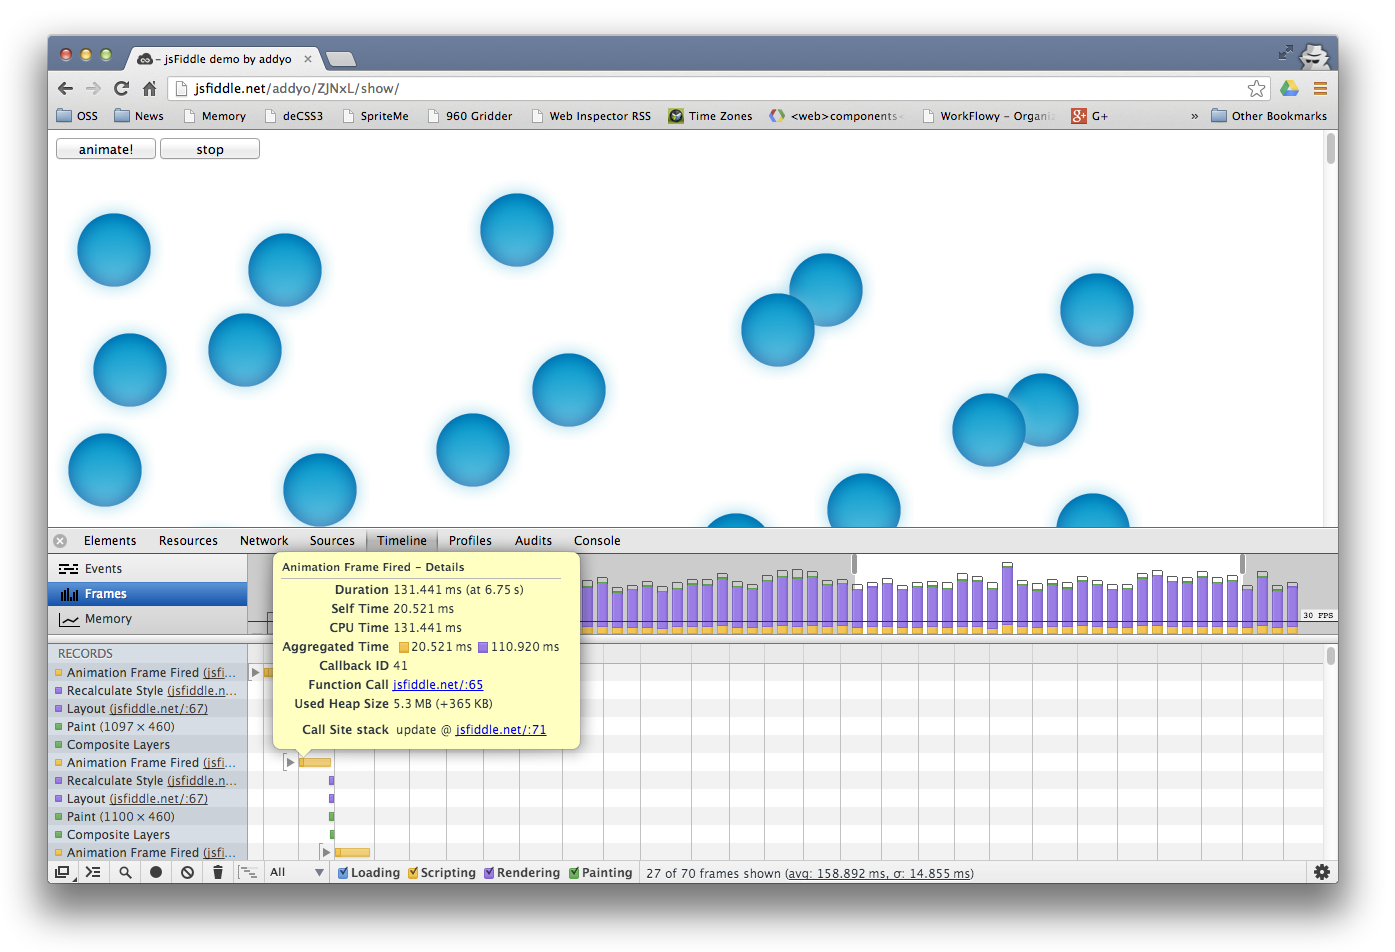 – jsFiddle demo by addyo
jsfiddle.net/addyo/ZJNxL/show/
OSS News Memory deCSS3 SpriteMe 960 Gridder Web Inspector RSS Time Zones <web>components< WorkFlowy – Organiz G+ » Other Bookmarks
animate! stop
Elements Resources Network Sources Timeline Profiles Audits Console
Events
Frames
Memory
30 FPS
Animation Frame Fired – Details
Duration 131.441 ms (at 6.75 s)
Self Time 20.521 ms
CPU Time 131.441 ms
Aggregated Time 20.521 ms 110.920 ms
Callback ID 41
Function Call jsfiddle.net/:65
Used Heap Size 5.3 MB (+365 KB)
Call Site stack update @ jsfiddle.net/:71
RECORDS
Animation Frame Fired (jsfi...
Recalculate Style (jsfiddle.n...
Layout (jsfiddle.net/:67)
Paint (1097 × 460)
Composite Layers
Animation Frame Fired (jsfi...
Recalculate Style (jsfiddle.n...
Layout (jsfiddle.net/:67)
Paint (1100 × 460)
Composite Layers
Animation Frame Fired (jsfi...
All Loading Scripting Rendering Painting 27 of 70 frames shown (avg: 158.892 ms, σ: 14.855 ms)